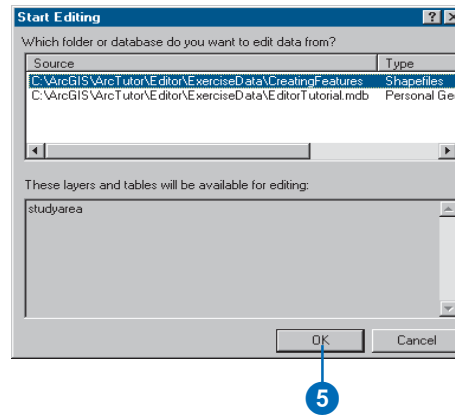 Start Editing
Which folder or database do you want to edit data from?
Source Type
C:\ArcGIS\ArcTutor\Editor\ExerciseData\CreatingFeatures Shapefiles
C:\ArcGIS\ArcTutor\Editor\ExerciseData\EditorTutorial.mdb Personal Ge
These layers and tables will be available for editing:
studyarea
OK Cancel
5